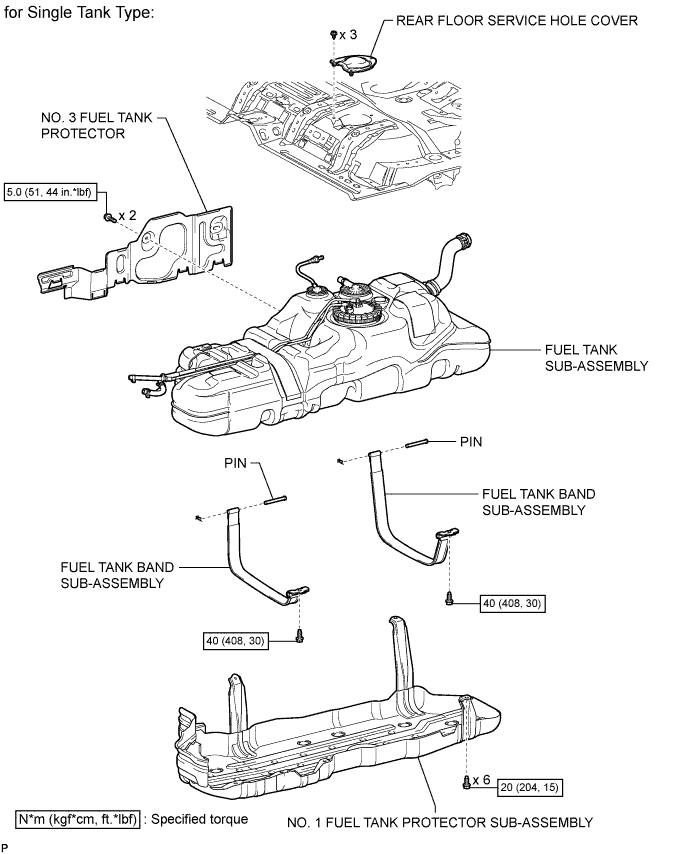 for Single Tank Type:
REAR FLOOR SERVICE HOLE COVER
x 3
NO. 3 FUEL TANK
PROTECTOR
5.0 (51, 44 in.*lbf)
x 2
FUEL TANK
SUB-ASSEMBLY
PIN
PIN
FUEL TANK BAND
SUB-ASSEMBLY
FUEL TANK BAND
SUB-ASSEMBLY
40 (408, 30)
40 (408, 30)
x 6
20 (204, 15)
N*m (kgf*cm, ft.*lbf) : Specified torque
NO. 1 FUEL TANK PROTECTOR SUB-ASSEMBLY
P